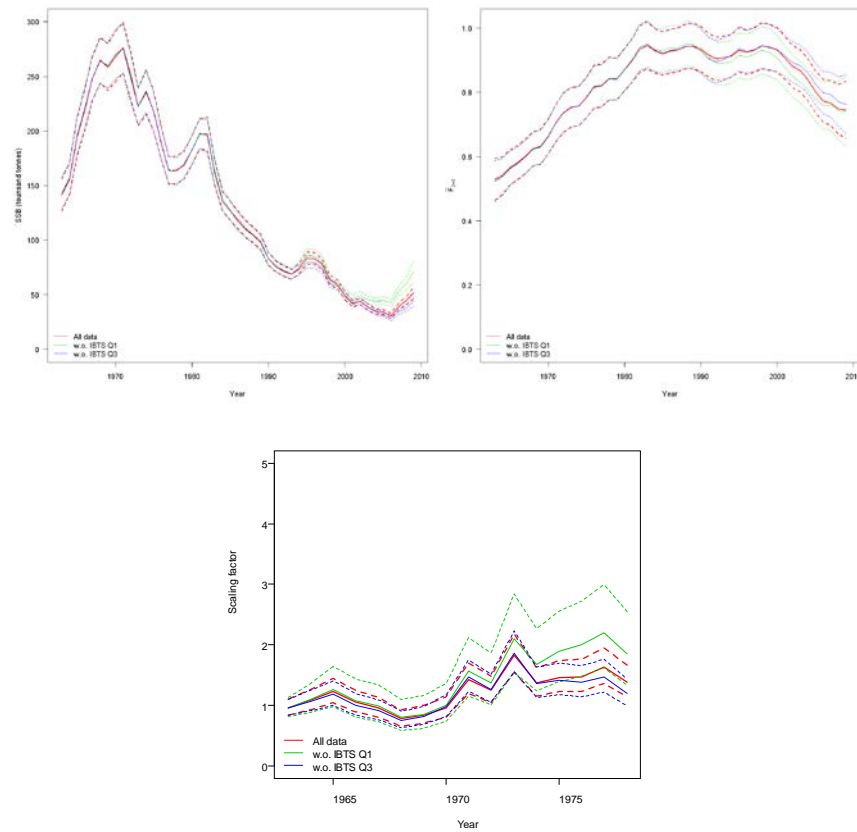 SSB (tousand tonnes)
300
250
200
150
100
50
0
All data
w.o. IBTS Q1
w.o. IBTS Q3
1970
1980
1990
2000
2010
Year
1.0
0.8
0.6
0.4
0.2
0.0
All data
w.o. IBTS Q1
w.o. IBTS Q3
1970
1980
1990
2000
2010
Year
Scaling factor
5
4
3
2
1
0
All data
w.o. IBTS Q1
w.o. IBTS Q3
1965
1970
1975
Year